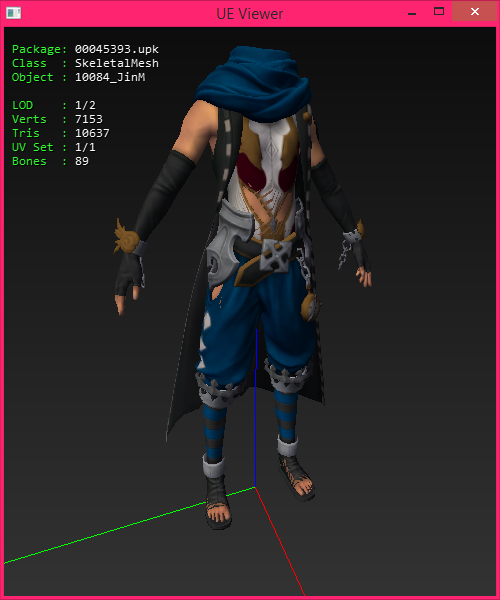 UE Viewer
Package: 00045393.upk
Class : SkeletalMesh
Object : 10084_JinM
LOD : 1/2
Verts : 7153
Tris : 10637
UV Set : 1/1
Bones : 89